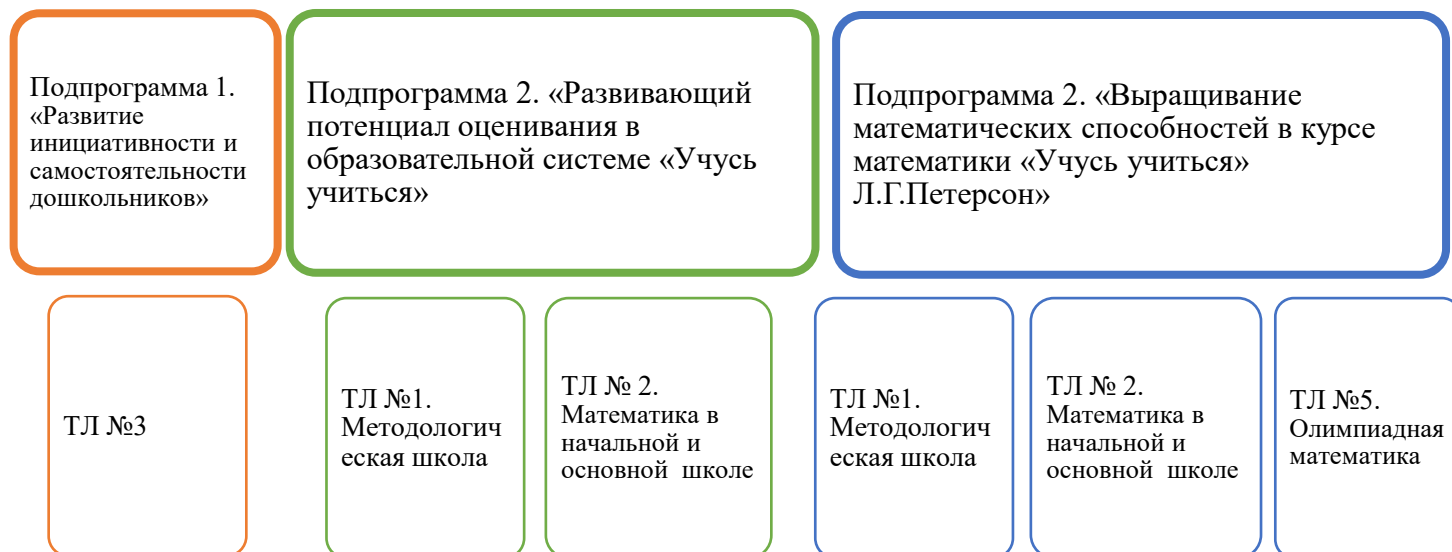 Подпрограмма 1.
«Развитие
инициативности и
самостоятельности
дошкольников»
Подпрограмма 2. «Развивающий
потенциал оценивания в
образовательной системе «Учусь
учиться»
Подпрограмма 2. «Выращивание
математических способностей в курсе
математики «Учусь учиться»
Л.Г.Петерсон»
ТЛ №3
ТЛ №1.
Методологич
еская школа
ТЛ № 2.
Математика в
начальной и
основной школе
ТЛ №1.
Методологич
еская школа
ТЛ № 2.
Математика в
начальной и
основной школе
ТЛ №5.
Олимпиадная
математика